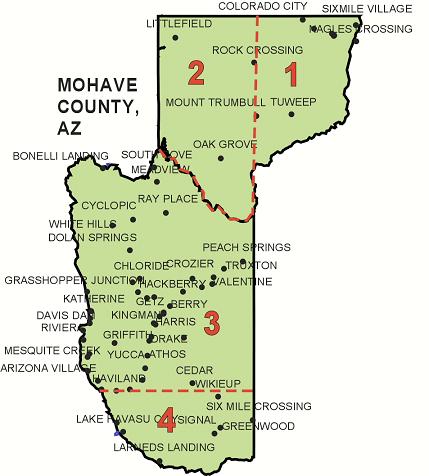 COLORADO CITY
SIXMILE VILLAGE
LITTLEFIELD
NAGLES CROSSING
ROCK CROSSING
2
1
MOHAVE
COUNTY,
AZ
MOUNT TRUMBULL
TUWEEP
OAK GROVE
BONELLI LANDING
SOUTH COVE
MEADVIEW
RAY PLACE
CYCLOPIC
WHITE HILLS
DOLAN SPRINGS
PEACH SPRINGS
CHLORIDE
CROZIER
TRUXTON
GRASSHOPPER JUNCTION
HACKBERRY
VALENTINE
KATHERINE
GETZ
BERRY
DAVIS DAM
KINGMAN
HARRIS
3
RIVIERA
GRIFFITH
DRAKE
MESQUITE CREEK
YUCCA
ATHOS
ARIZONA VILLAGE
CEDAR
HAVILAND
WIKIEUP
SIX MILE CROSSING
LAKE HAVASU CITY
4
SIGNAL
GREENWOOD
LARNEDS LANDING